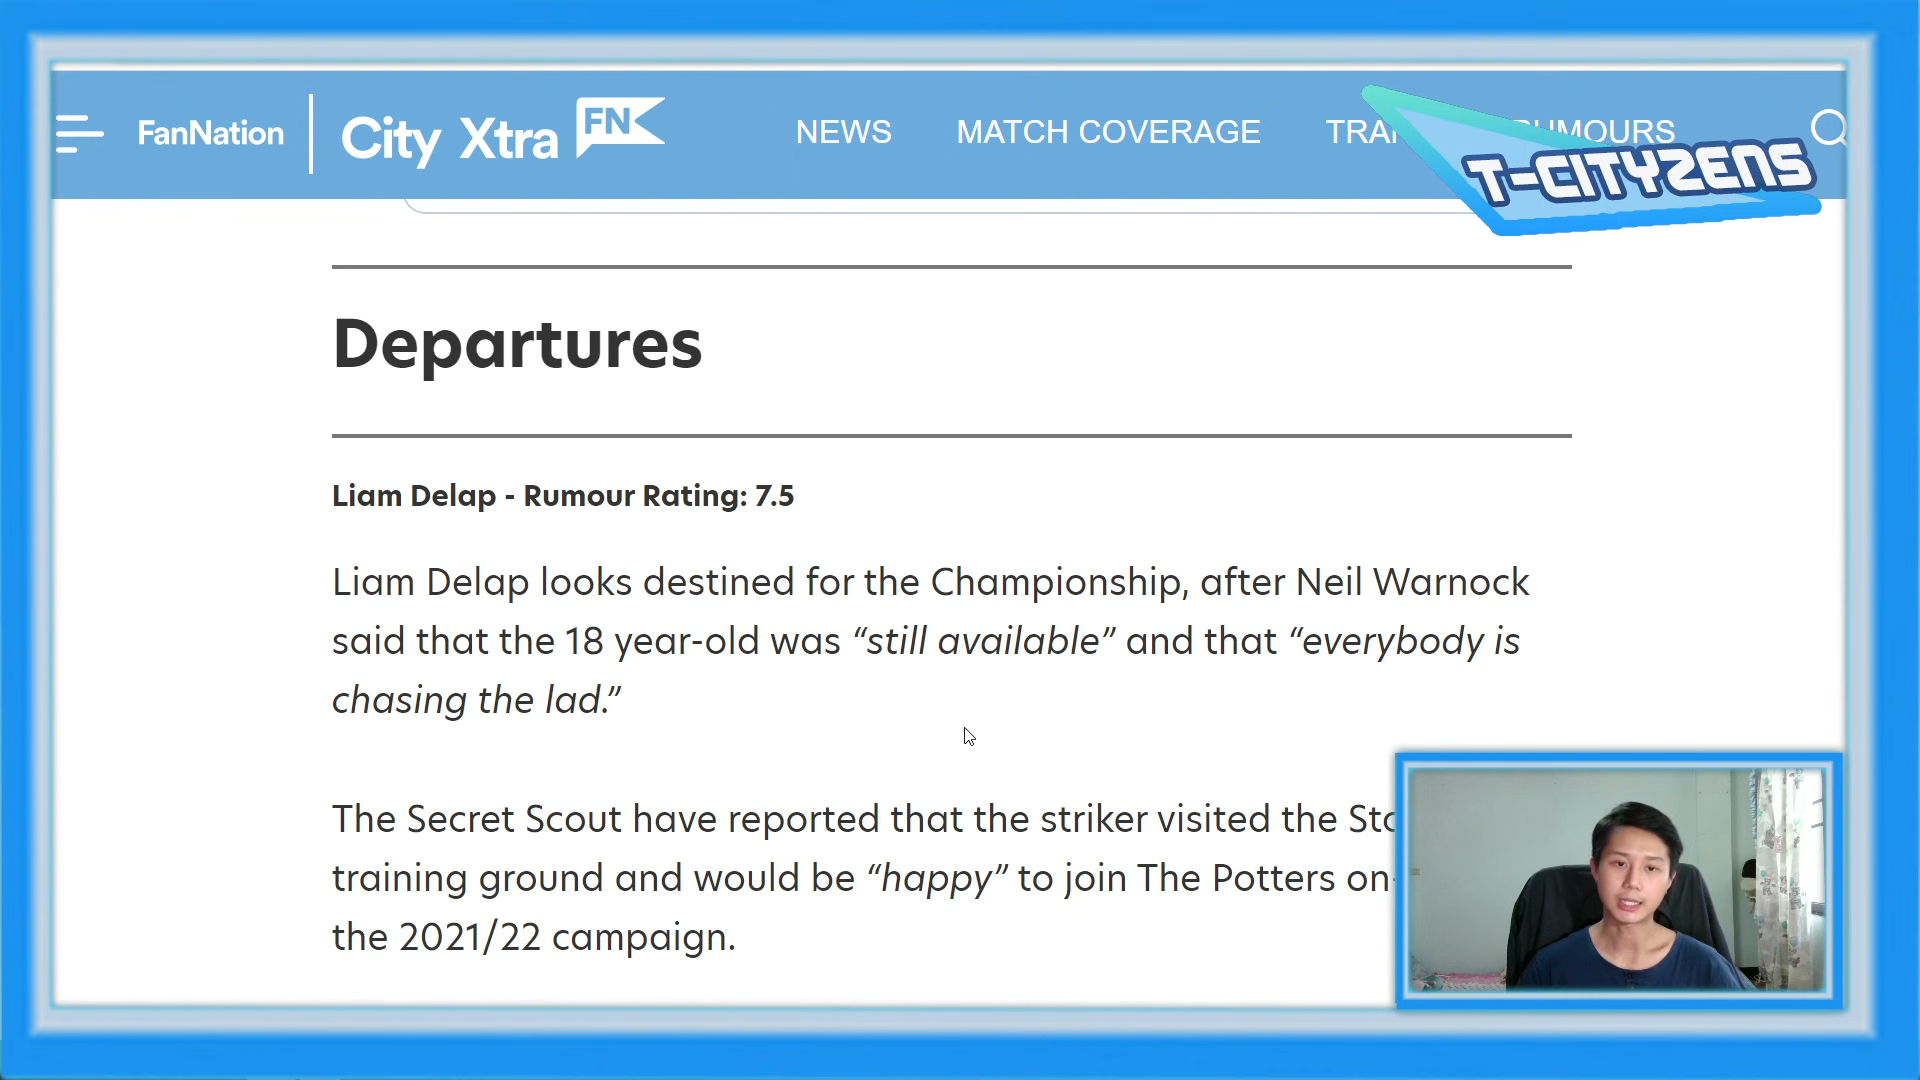 FanNation
City Xtra
FN
NEWS
MATCH COVERAGE
RUMOURS
T-CITYZENS
Departures
Liam Delap - Rumour Rating: 7.5
Liam Delap looks destined for the Championship, after Neil Warnock
said that the 18 year-old was “still available” and that “everybody is
chasing the lad.”
The Secret Scout have reported that the striker visited the
training ground and would be “happy” to join The Potters
the 2021/22 campaign.